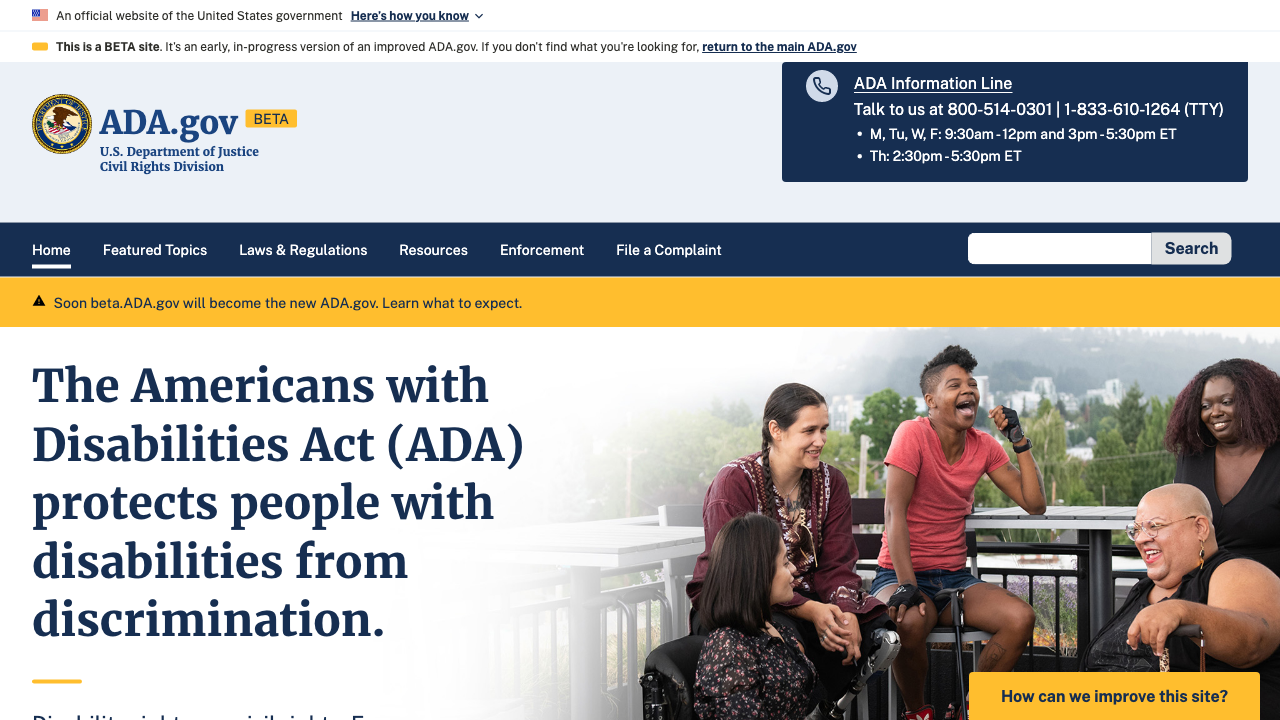 An official website of the United States government Here's how you know
This is a BETA site. It's an early, in-progress version of an improved ADA.gov. If you don't find what you're looking for, return to the main ADA.gov
ADA.gov BETA
U.S. Department of Justice
Civil Rights Division
ADA Information Line
Talk to us at 800-514-0301 | 1-833-610-1264 (TTY)
• M, Tu, W, F: 9:30am - 12pm and 3pm - 5:30pm ET
• Th: 2:30pm - 5:30pm ET
Home Featured Topics Laws & Regulations Resources Enforcement File a Complaint Search
Soon beta.ADA.gov will become the new ADA.gov. Learn what to expect.
The Americans with
Disabilities Act (ADA)
protects people with
disabilities from
discrimination.
How can we improve this site?